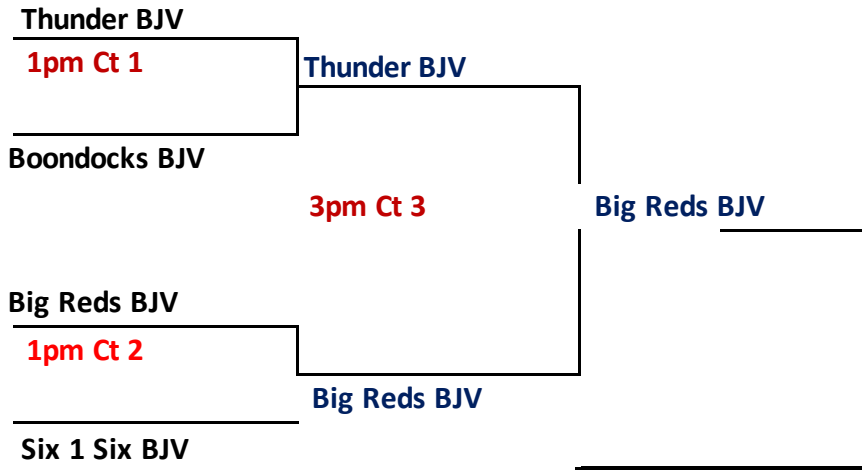 Thunder BJV
1pm Ct 1
Thunder BJV
Boondocks BJV
3pm Ct 3
Big Reds BJV
Big Reds BJV
1pm Ct 2
Big Reds BJV
Six 1 Six BJV